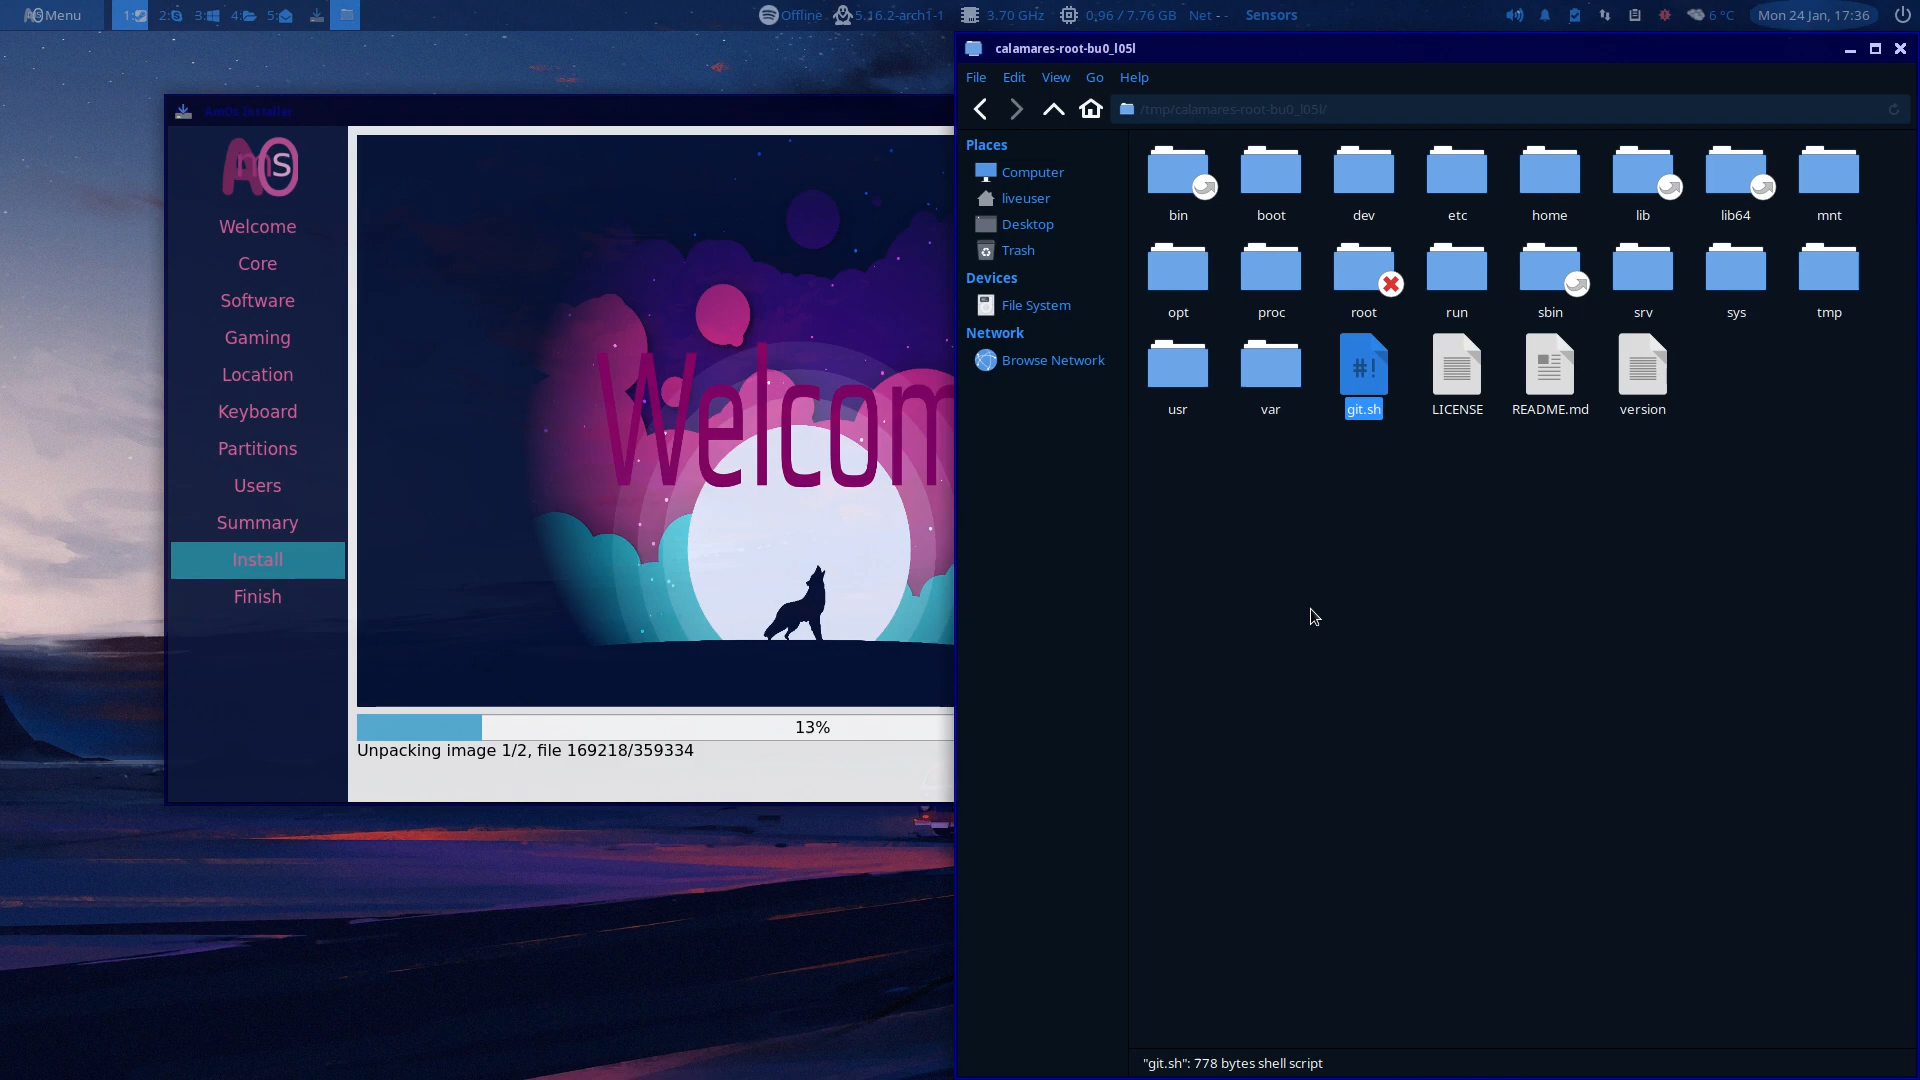 Menu
1:
2:
3:
4:
5:
Offline
5.16.2-arch1-1
3.70 GHz
0.96 / 7.76 GB
Net - -
Sensors
6 °C
Mon 24 Jan, 17:36
calamares-root-bu0_l05l
File Edit View Go Help
/tmp/calamares-root-bu0_l05l/
AmOs Installer
AmOS
Welcome
Core
Software
Gaming
Location
Keyboard
Partitions
Users
Summary
Install
Finish
Welcom
13%
Unpacking image 1/2, file 169218/359334
Places
Computer
liveuser
Desktop
Trash
Devices
File System
Network
Browse Network
bin boot dev etc home lib lib64 mnt
opt proc root run sbin srv sys tmp
#!
usr var git.sh LICENSE README.md version
"git.sh": 778 bytes shell script